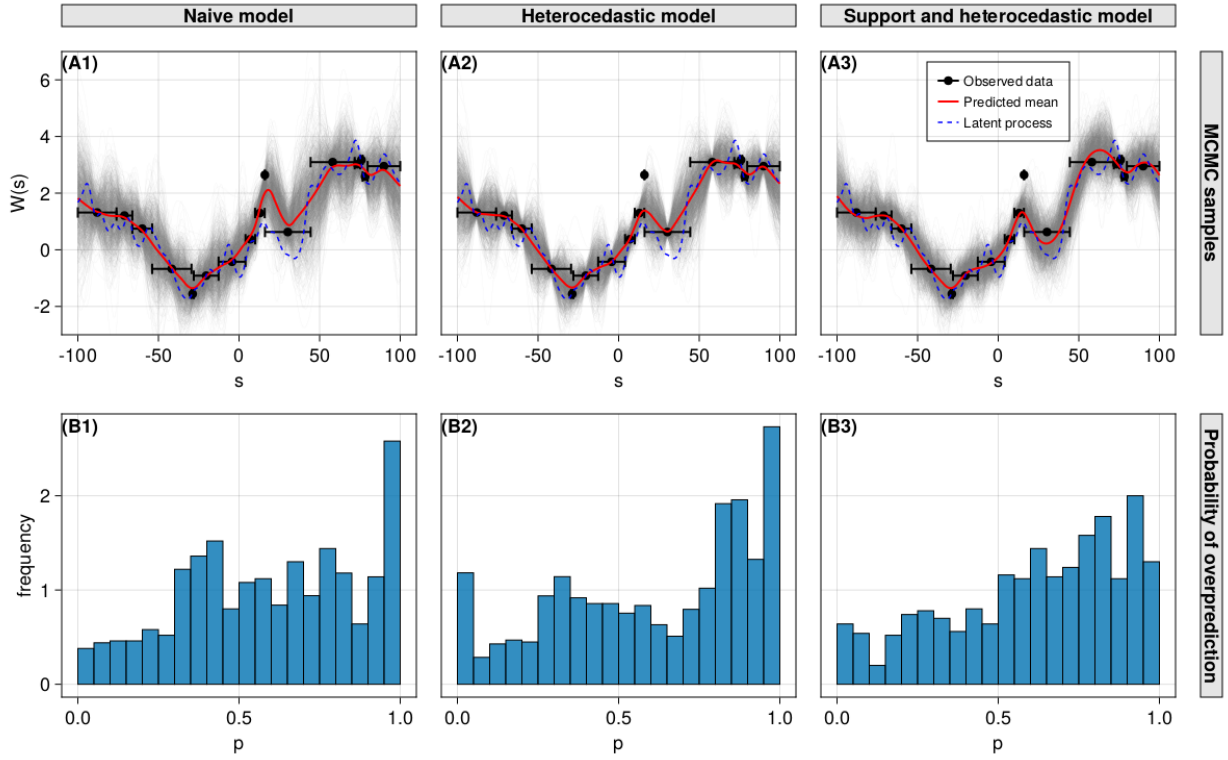 Naive model
Heterocedastic model
Support and heterocedastic model
(A1)
(A2)
(A3)
Observed data
Predicted mean
Latent process
MCMC samples
W(s)
6
4
2
0
-2
-100 -50 0 50 100
-100 -50 0 50 100
-100 -50 0 50 100
s
s
s
(B1)
(B2)
(B3)
Probability of overprediction
frequency
2
1
0
0.0 0.5 1.0
0.0 0.5 1.0
0.0 0.5 1.0
p
p
p